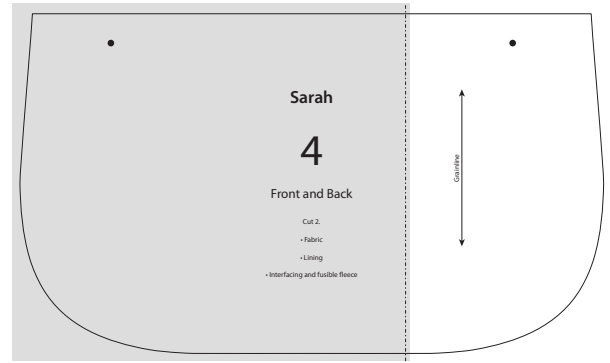 Sarah
4
Front and Back
Cut 2.
• Fabric
• Lining
• Interfacing and fusible fleece
Grainline